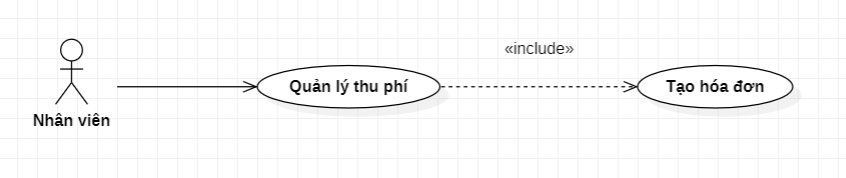 «include»
Quản lý thu phí
Tạo hóa đơn
Nhân viên